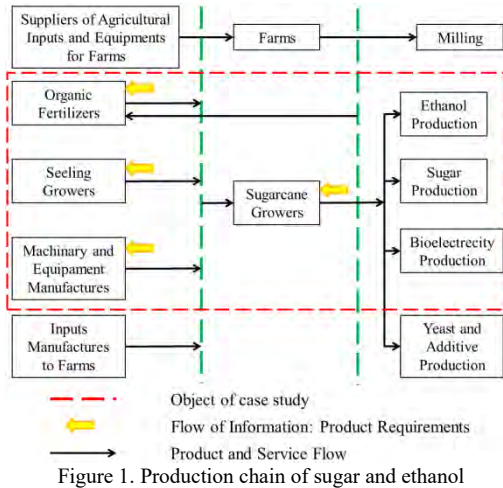 Suppliers of Agricultural
Inputs and Equipments
for Farms
Farms
Milling
Organic
Fertilizers
Seeling
Growers
Machinary and
Equipament
Manufactures
Inputs
Manufactures
to Farms
Sugarcane
Growers
Ethanol
Production
Sugar
Production
Bioelectrecity
Production
Yeast and
Additive
Production
Object of case study
Flow of Information: Product Requirements
Product and Service Flow
Figure 1. Production chain of sugar and ethanol